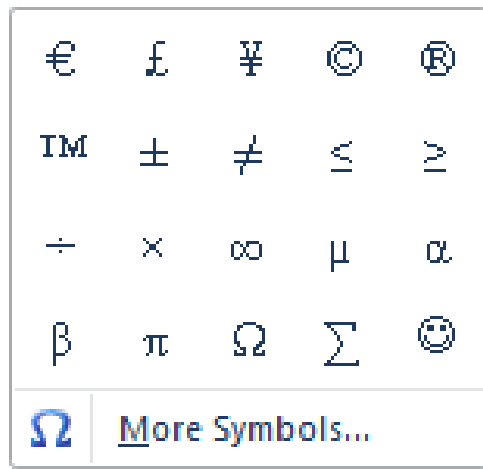 € £ ¥ © ®
™ ± ≠ ≤ ≥
÷ × ∞ µ α
β π Ω ∑ ☺
Ω More Symbols...